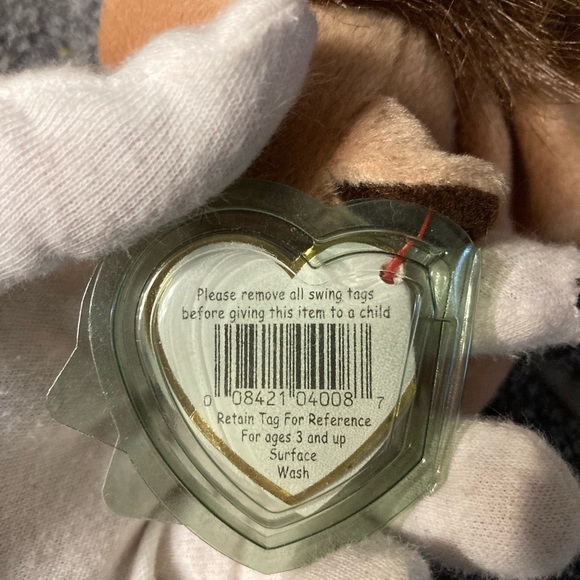 Please remove all swing tags
before giving this item to a child
0 08421 04008 7
Retain Tag For Reference
For ages 3 and up
Surface
Wash